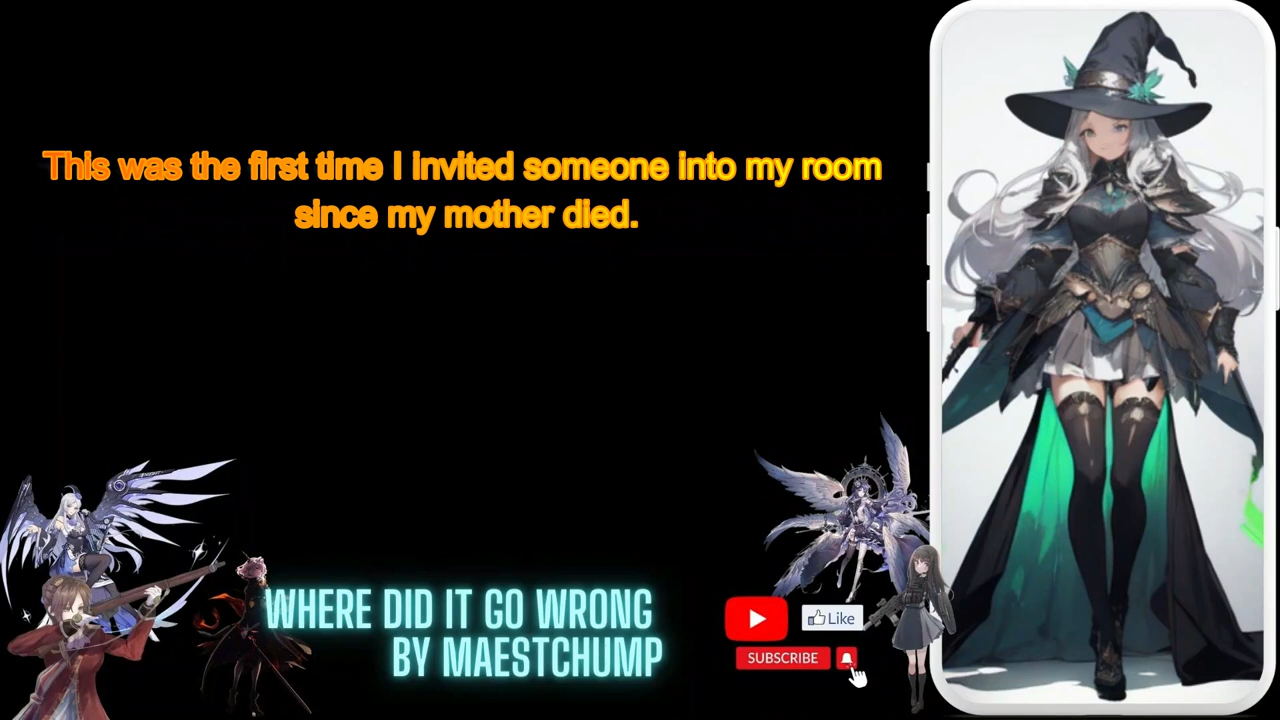 This was the first time I invited someone into my room
since my mother died.
WHERE DID IT GO WRONG
BY MAESTCHUMP
Like
SUBSCRIBE